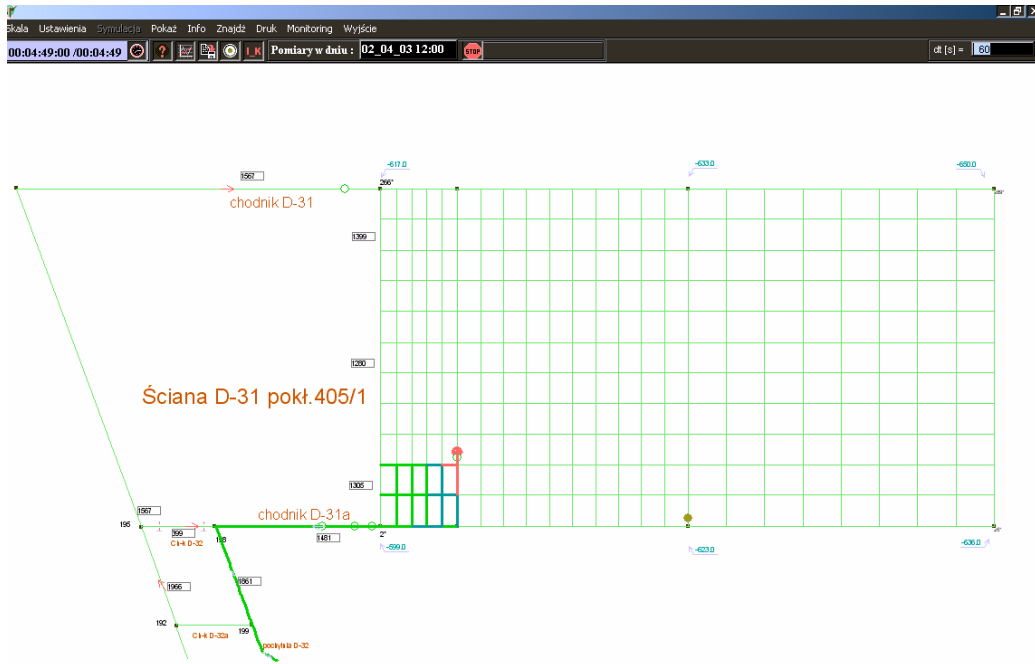 Skala Ustawienia Symulacja Pokaż Info Znajdź Druk Monitoring Wyjście
00:04:49:00 /00:04:49 ? I_K Pomiary w dniu : 02_04_03 12:00 STOP dt [s] = 60
-617.0 -633.0 -650.0
1567 266"
chodnik D-31
1399
1280
Ściana D-31 pokł.405/1
1305
1567 chodnik D-31a
195 399 198 1481 2"
Ch-k D-32 -599.0 -623.0 -636.0
1966 1861
192 199
Ch-k D-32a pochylnia D-32